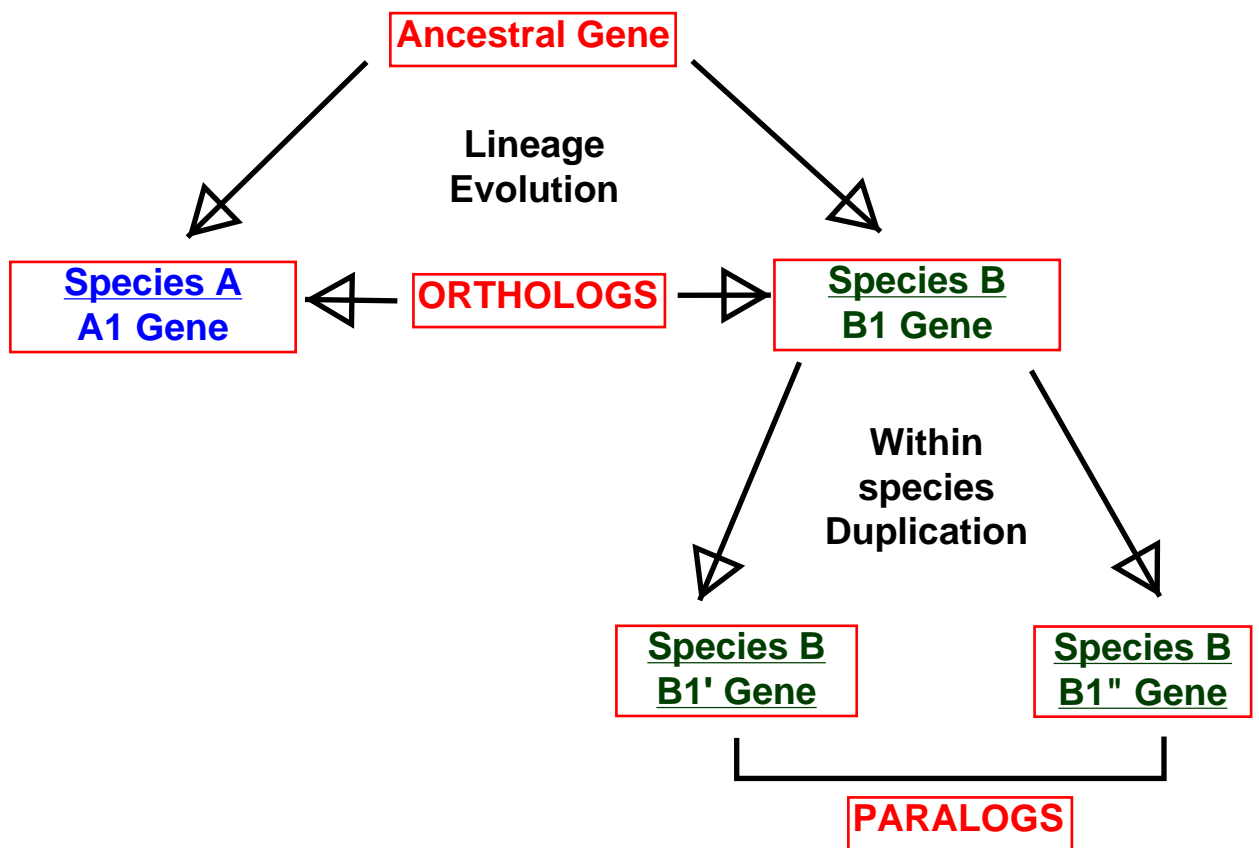 Ancestral Gene
Lineage
Evolution
Species A
A1 Gene
ORTHOLOGS
Species B
B1 Gene
Within
species
Duplication
Species B
B1' Gene
Species B
B1" Gene
PARALOGS